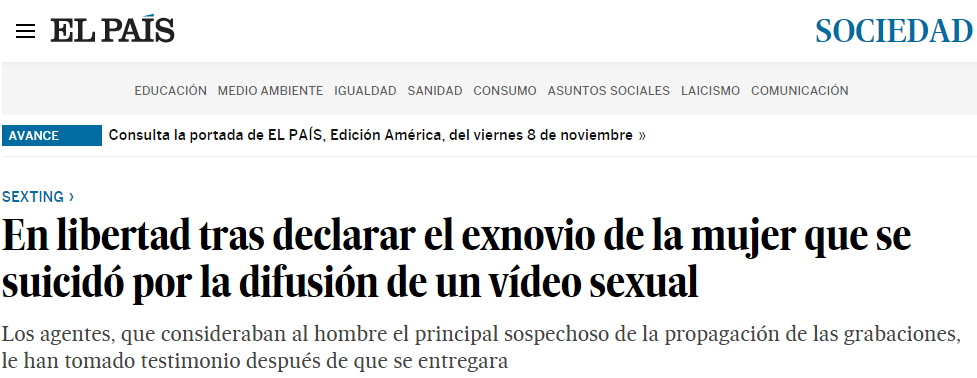 EL PAÍS
SOCIEDAD
EDUCACIÓN MEDIO AMBIENTE IGUALDAD SANIDAD CONSUMO ASUNTOS SOCIALES LAICISMO COMUNICACIÓN
AVANCE Consulta la portada de EL PAÍS, Edición América, del viernes 8 de noviembre »
SEXTING ›
En libertad tras declarar el exnovio de la mujer que se
suicidó por la difusión de un vídeo sexual
Los agentes, que consideraban al hombre el principal sospechoso de la propagación de las grabaciones,
le han tomado testimonio después de que se entregara